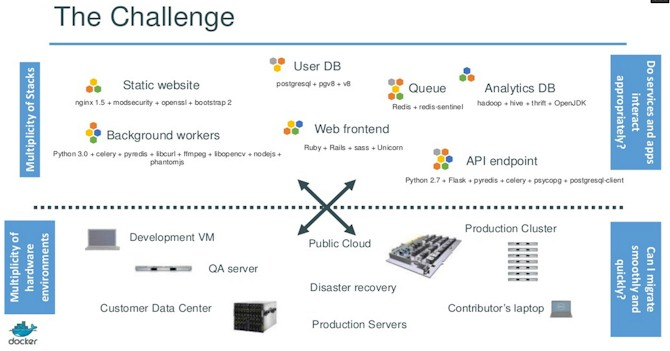 The Challenge
Multiplicity of Stacks
Static website
nginx 1.5 + modsecurity + openssl + bootstrap 2
User DB
postgresql + pgv8 + v8
Queue
Redis + redis-sentinel
Analytics DB
hadoop + hive + thrift + OpenJDK
Do services and apps
interact
appropriately?
Background workers
Python 3.0 + celery + pyredis + libcurl + ffmpeg + libopencv + nodejs +
phantomjs
Web frontend
Ruby + Rails + sass + Unicorn
API endpoint
Python 2.7 + Flask + pyredis + celery + psycopg + postgresql-client
Multiplicity of
hardware
environments
Development VM
QA server
Customer Data Center
Public Cloud
Disaster recovery
Production Servers
Production Cluster
Contributor's laptop
Can I migrate
smoothly and
quickly?
docker